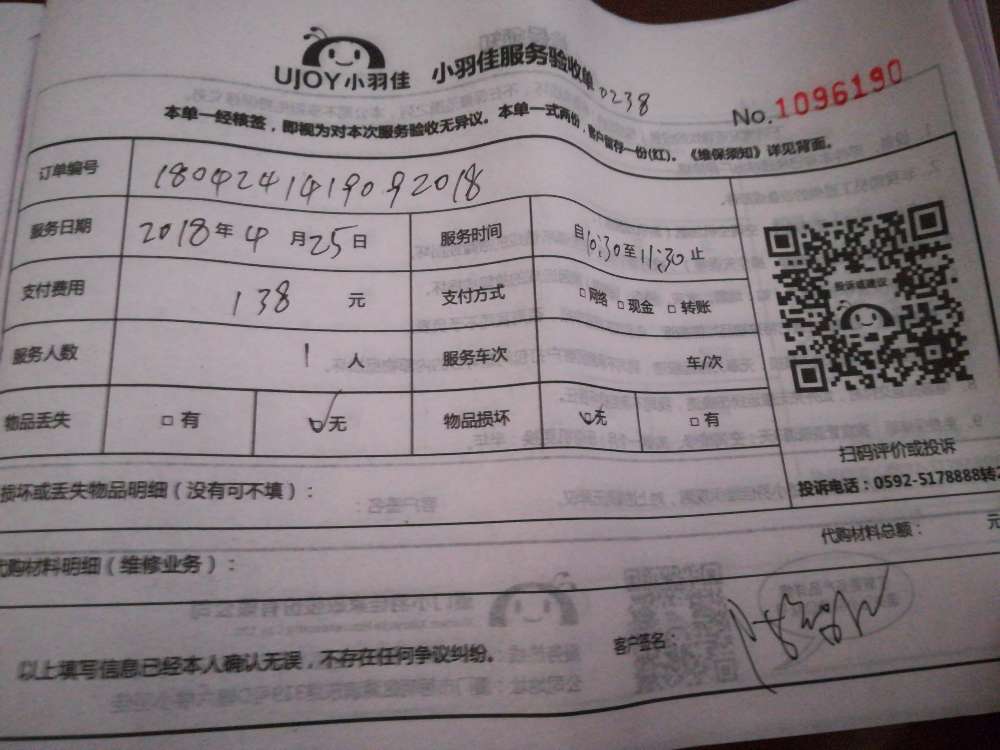 UJOY小羽佳 小羽佳服务验收单 0238
No.1096190
本单一经核签，即视为对本次服务验收无异议。本单一式两份，客户留存一份(红)。《维保须知》详见背面。
订单编号 1804241419092018
服务日期 2018年4月25日 服务时间 自10:30至11:30止
支付费用 138 元 支付方式 □网络 □现金 □转账
投诉或建议
服务人数 1 人 服务车次 车/次
物品丢失 □有 ☑无 物品损坏 ☑无 □有
扫码评价或投诉
投诉电话：0592-5178888转
损坏或丢失物品明细（没有可不填）：
代购材料总额： 元
代购材料明细（维修业务）：
客户签名：
以上填写信息已经本人确认无误，不存在任何争议纠纷。